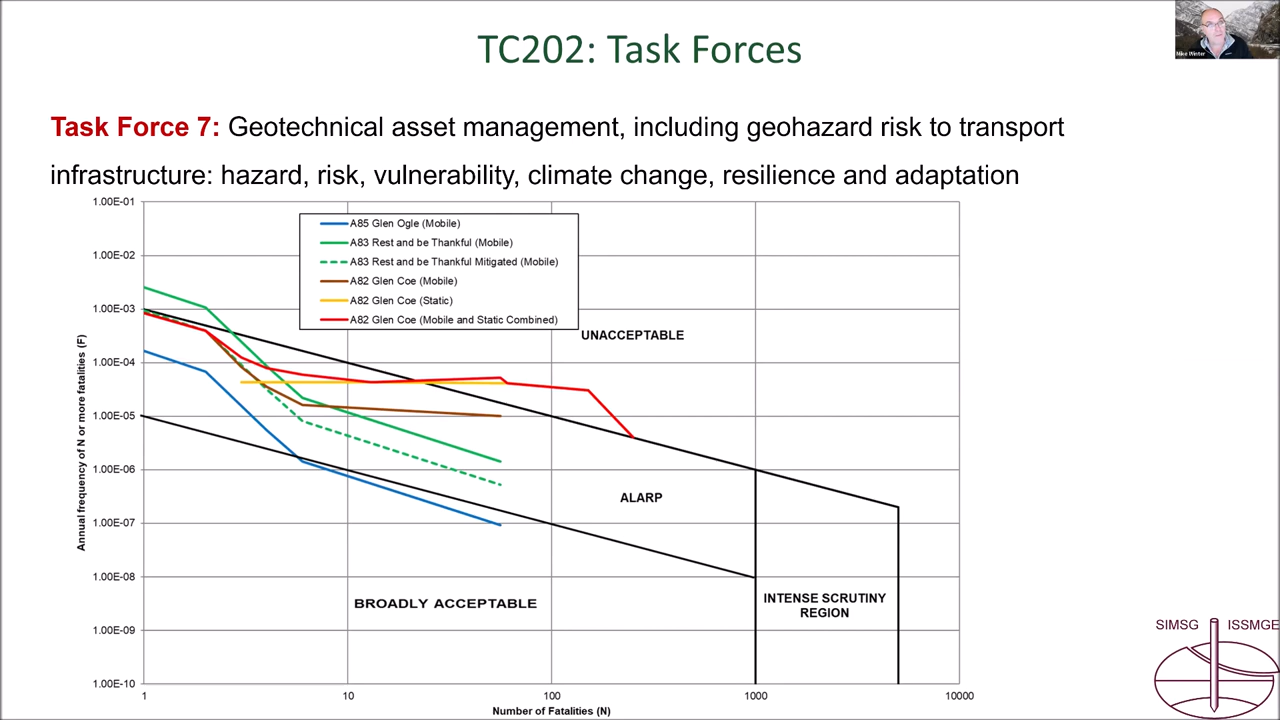 TC202: Task Forces
Mike Winter
Task Force 7: Geotechnical asset management, including geohazard risk to transport
infrastructure: hazard, risk, vulnerability, climate change, resilience and adaptation
1.00E-01
1.00E-02
1.00E-03
1.00E-04
1.00E-05
1.00E-06
1.00E-07
1.00E-08
1.00E-09
1.00E-10
Annual frequency of N or more fatalities (F)
A85 Glen Ogle (Mobile)
A83 Rest and be Thankful (Mobile)
A83 Rest and be Thankful Mitigated (Mobile)
A82 Glen Coe (Mobile)
A82 Glen Coe (Static)
A82 Glen Coe (Mobile and Static Combined)
UNACCEPTABLE
ALARP
BROADLY ACCEPTABLE
INTENSE SCRUTINY
REGION
1
10
100
1000
10000
Number of Fatalities (N)
SIMSG ISSMGE